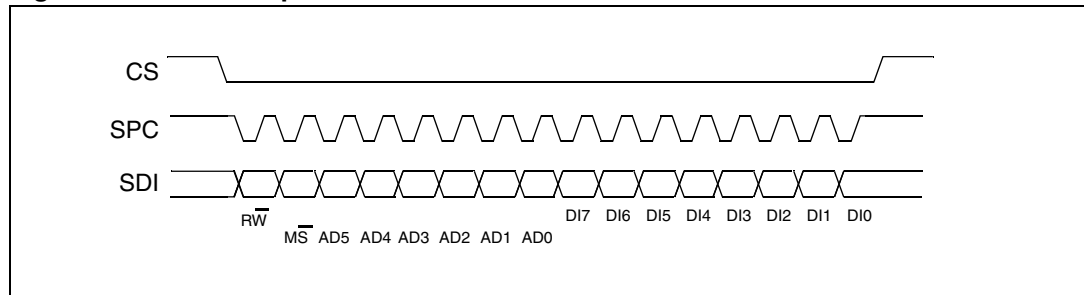 CS
SPC
SDI
RW̅ DI7 DI6 DI5 DI4 DI3 DI2 DI1 DI0
MS̅ AD5 AD4 AD3 AD2 AD1 AD0